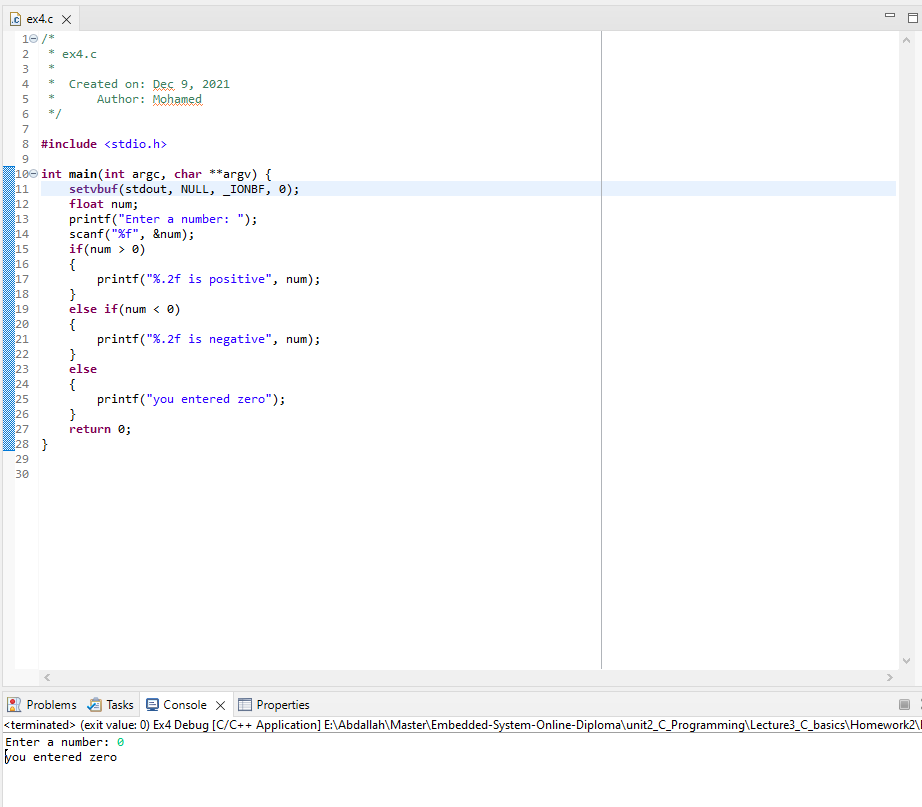 ex4.c
1 /*
2  * ex4.c
3  *
4  *  Created on: Dec 9, 2021
5  *      Author: Mohamed
6  */
7
8 #include <stdio.h>
9
10 int main(int argc, char **argv) {
11     setvbuf(stdout, NULL, _IONBF, 0);
12     float num;
13     printf("Enter a number: ");
14     scanf("%f", &num);
15     if(num > 0)
16     {
17         printf("%.2f is positive", num);
18     }
19     else if(num < 0)
20     {
21         printf("%.2f is negative", num);
22     }
23     else
24     {
25         printf("you entered zero");
26     }
27     return 0;
28 }
29
30
Problems Tasks Console Properties
<terminated> (exit value: 0) Ex4 Debug [C/C++ Application] E:\Abdallah\Master\Embedded-System-Online-Diploma\unit2_C_Programming\Lecture3_C_basics\Homework2\
Enter a number: 0
you entered zero